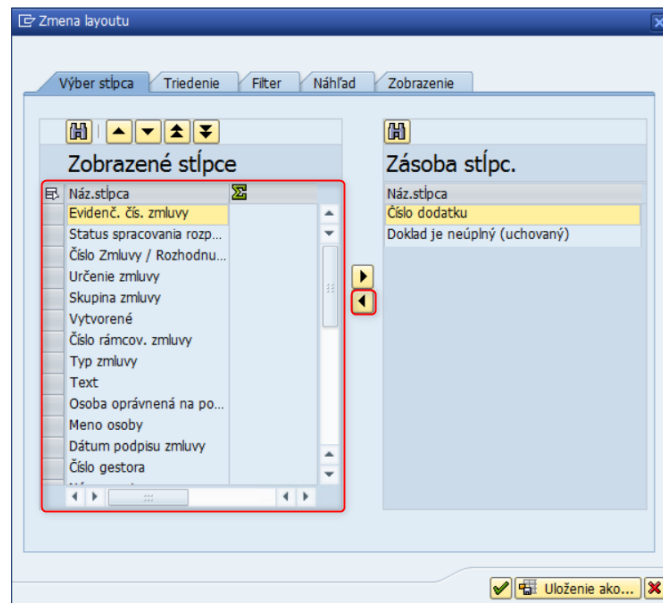 Zmena layoutu
Výber stĺpca
Triedenie
Filter
Náhľad
Zobrazenie
Zobrazené stĺpce
Náz.stĺpca
Evidenč. čís. zmluvy
Status spracovania rozp...
Číslo Zmluvy / Rozhodnu...
Určenie zmluvy
Skupina zmluvy
Vytvorené
Číslo rámcov. zmluvy
Typ zmluvy
Text
Osoba oprávnená na po...
Meno osoby
Dátum podpisu zmluvy
Číslo gestora
Zásoba stĺpc.
Náz.stĺpca
Číslo dodatku
Doklad je neúplný (uchovaný)
Uloženie ako...